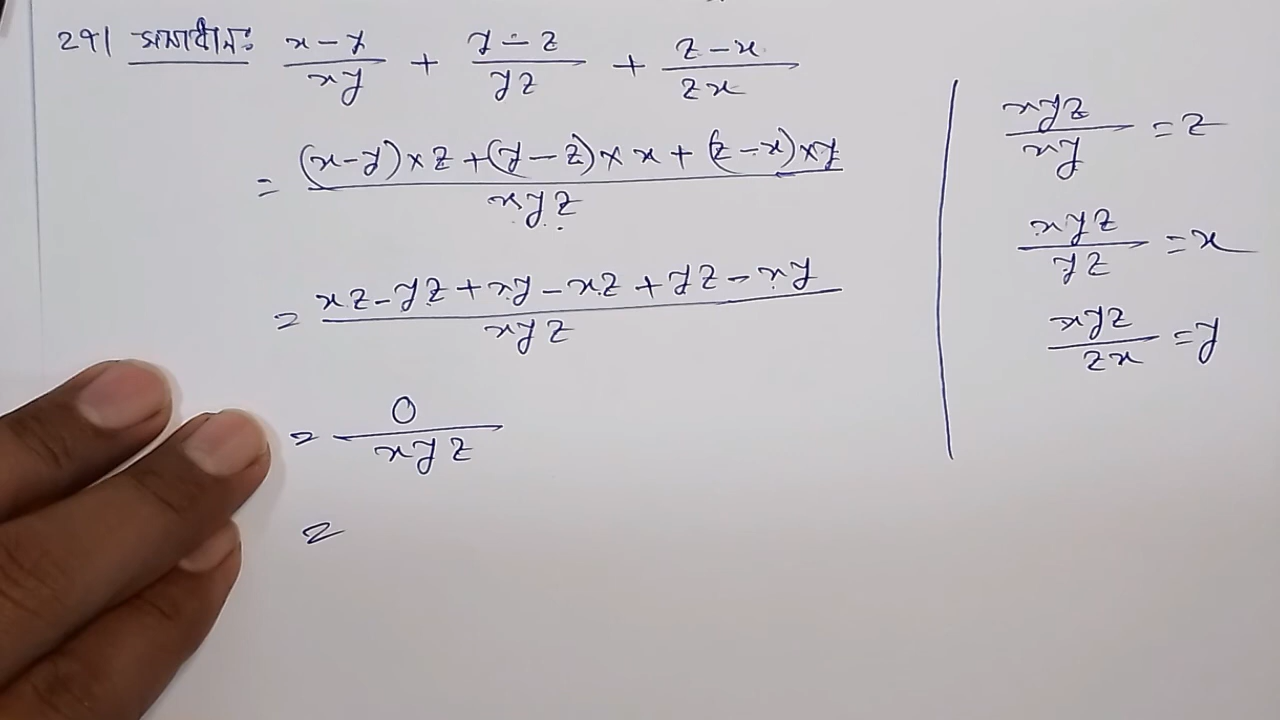 ২৭। সমাধানঃ (x-y)/(xy) + (y-z)/(yz) + (z-x)/(zx)
= ((x-y)×z+(y-z)×x+(z-x)×y)/(xyz)
= (xz-yz+xy-xz+yz-xy)/(xyz)
= 0/(xyz)
=
(xyz)/(xy) = z
(xyz)/(yz) = x
(xyz)/(zx) = y